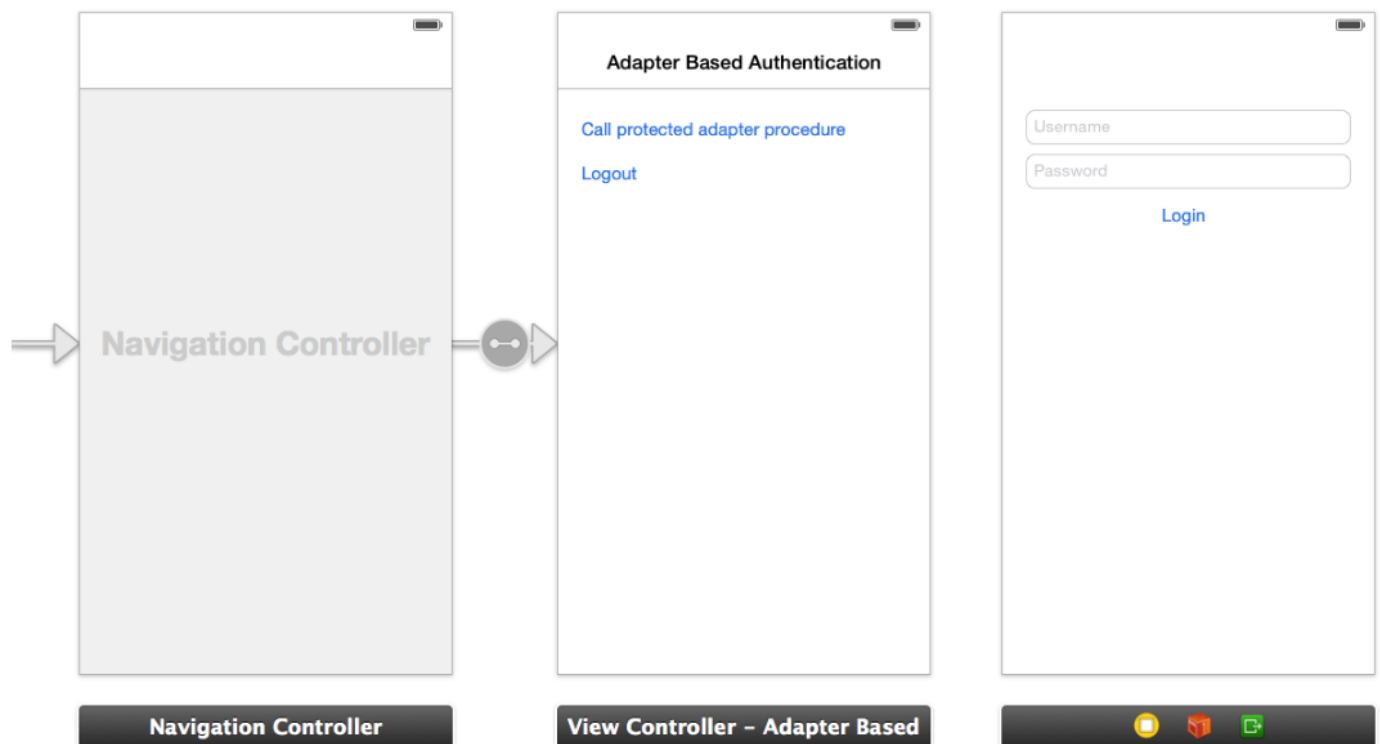 Navigation Controller
Navigation Controller
Adapter Based Authentication
Call protected adapter procedure
Logout
View Controller – Adapter Based
Username
Password
Login